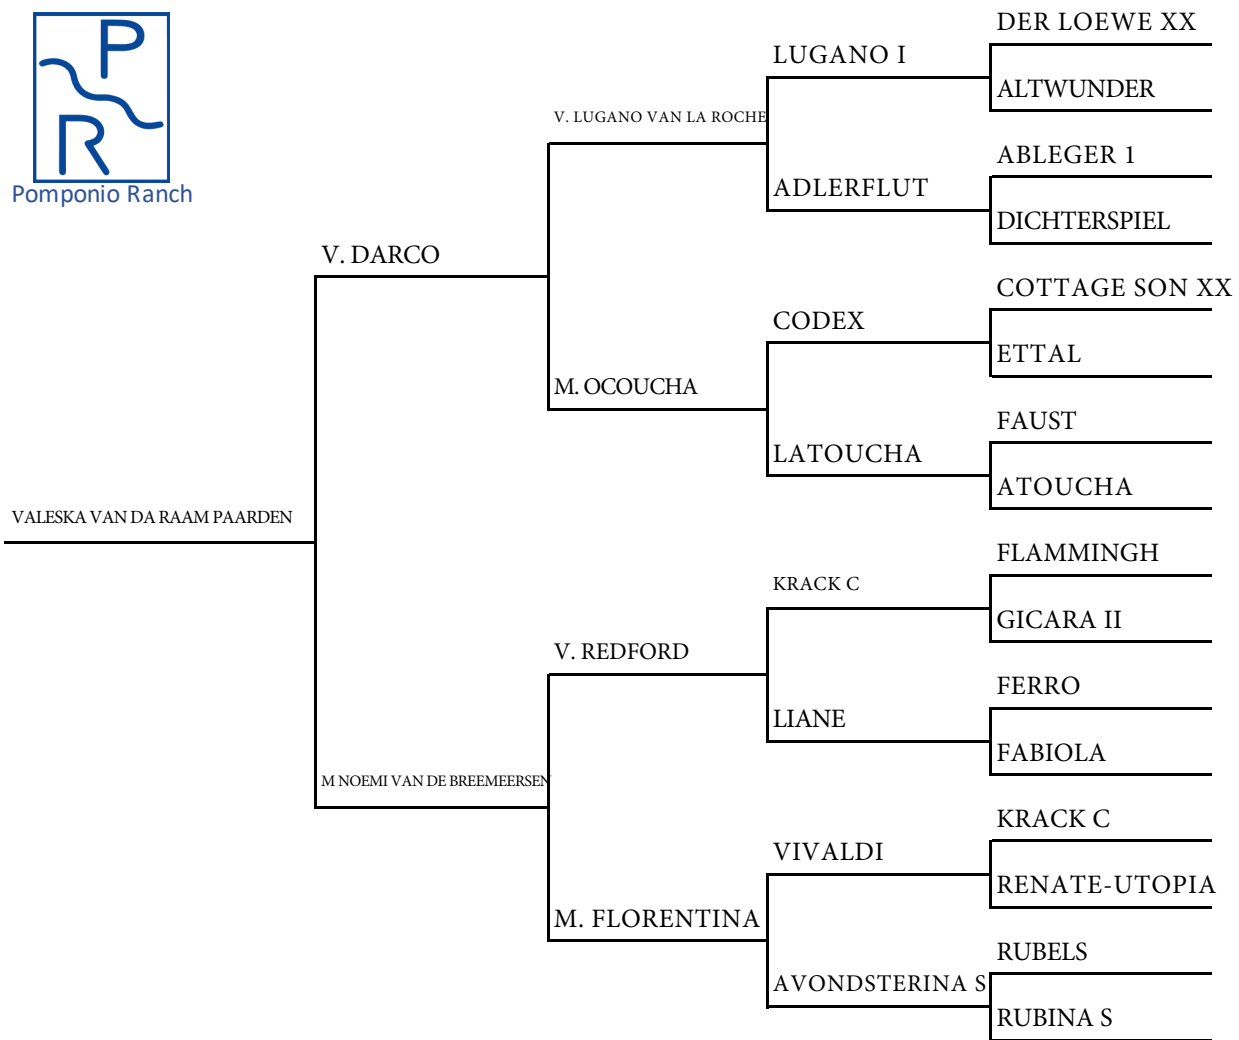 P
R
Pomponio Ranch
DER LOEWE XX
LUGANO I
ALTWUNDER
V. LUGANO VAN LA ROCHE
ABLEGER 1
ADLERFLUT
DICHTERSPIEL
V. DARCO
COTTAGE SON XX
CODEX
ETTAL
M. OCOUCHA
FAUST
LATOUCHA
ATOUCHA
VALESKA VAN DA RAAM PAARDEN
FLAMMINGH
KRACK C
GICARA II
V. REDFORD
FERRO
LIANE
FABIOLA
M NOEMI VAN DE BREEMEERSEN
KRACK C
VIVALDI
RENATE-UTOPIA
M. FLORENTINA
RUBELS
AVONDSTERINA S
RUBINA S